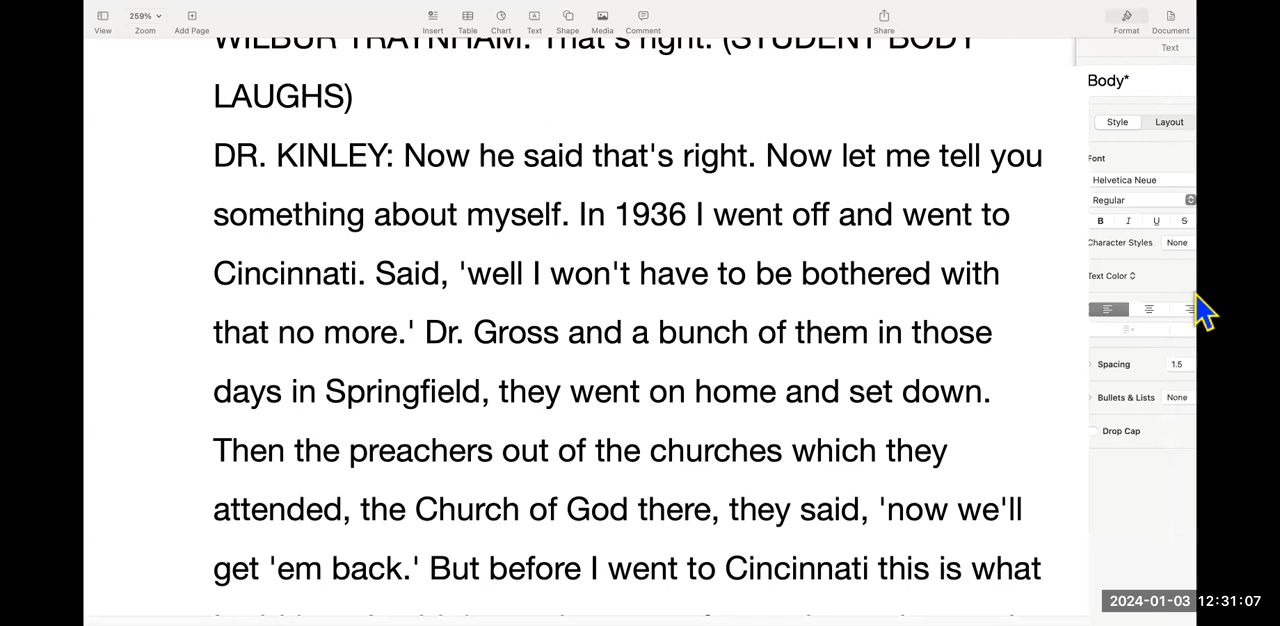 259%
View
Zoom
Add Page
Insert
Table
Chart
Text
Shape
Media
Comment
Share
Format
Document
WILBUR TRAYNHAM: That's right. (STUDENT BODY
LAUGHS)
DR. KINLEY: Now he said that's right. Now let me tell you
something about myself. In 1936 I went off and went to
Cincinnati. Said, 'well I won't have to be bothered with
that no more.' Dr. Gross and a bunch of them in those
days in Springfield, they went on home and set down.
Then the preachers out of the churches which they
attended, the Church of God there, they said, 'now we'll
get 'em back.' But before I went to Cincinnati this is what
Text
Body*
Style
Layout
Font
Helvetica Neue
Regular
B I U S
Character Styles None
Text Color
Spacing 1.5
Bullets & Lists None
Drop Cap
2024-01-03 12:31:07